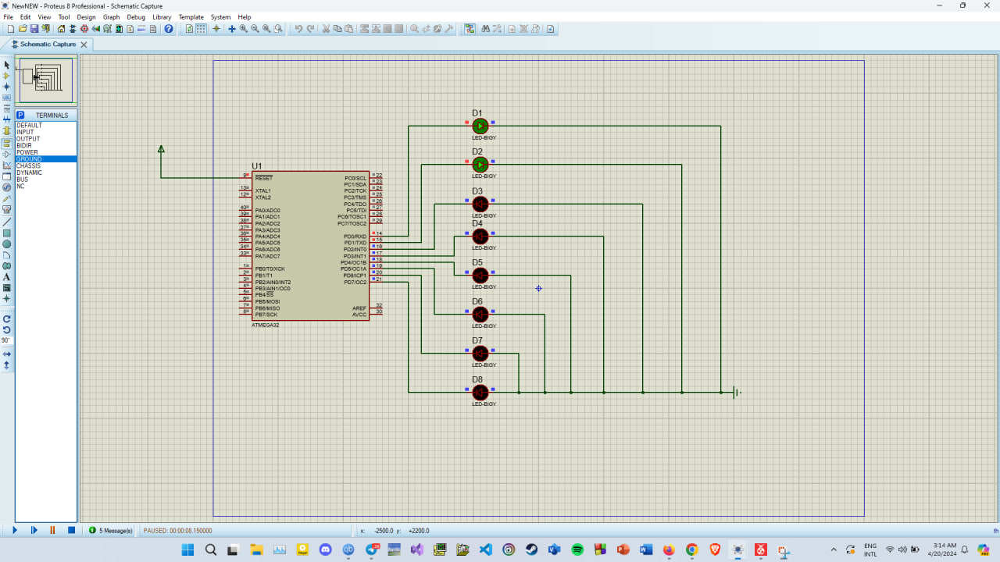 NewNEW - Proteus 8 Professional - Schematic Capture
File Edit View Tool Design Graph Debug Library Template System Help
Schematic Capture
P TERMINALS
DEFAULT
INPUT
OUTPUT
BIDIR
POWER
GROUND
CHASSIS
DYNAMIC
BUS
NC
90°
U1
9 RESET
13 XTAL1
12 XTAL2
40 PA0/ADC0
39 PA1/ADC1
38 PA2/ADC2
37 PA3/ADC3
36 PA4/ADC4
35 PA5/ADC5
34 PA6/ADC6
33 PA7/ADC7
1 PB0/T0XCK
2 PB1/T1
3 PB2/AIN0/INT2
4 PB3/AIN1/OC0
5 PB4/SS
6 PB5/MOSI
7 PB6/MISO
8 PB7/SCK
PC0/SCL 22
PC1/SDA 23
PC2/TCK 24
PC3/TMS 25
PC4/TDO 26
PC5/TDI 27
PC6/TOSC1 28
PC7/TOSC2 29
PD0/RXD 14
PD1/TXD 15
PD2/INT0 16
PD3/INT1 17
PD4/OC1B 18
PD5/OC1A 19
PD6/ICP1 20
PD7/OC2 21
AREF 32
AVCC 30
ATMEGA32
D1
LED-BIGY
D2
LED-BIGY
D3
LED-BIGY
D4
LED-BIGY
D5
LED-BIGY
D6
LED-BIGY
D7
LED-BIGY
D8
LED-BIGY
5 Message(s) PAUSED: 00:00:08.150000 x: -2500.0 y: +2200.0 th
ENG
INTL
3:14 AM
4/20/2024